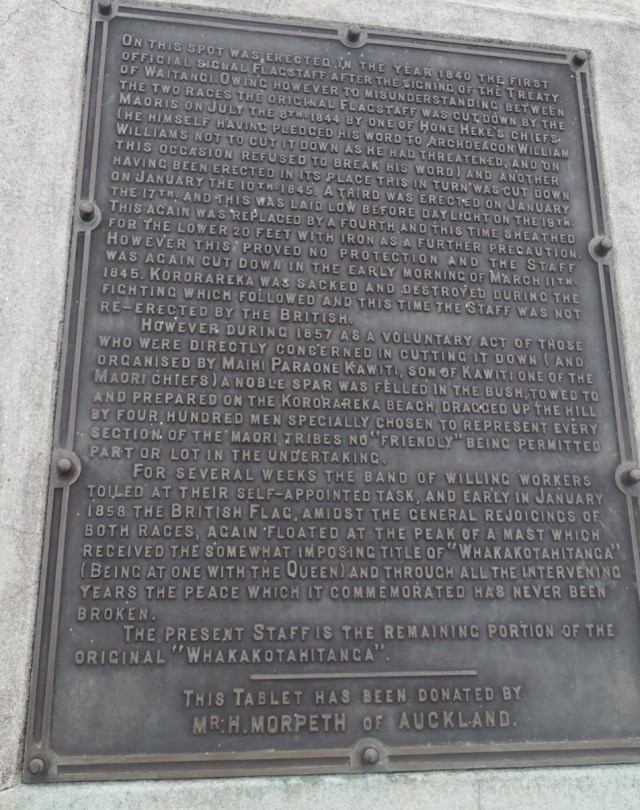 ON THIS SPOT WAS ERECTED IN THE YEAR 1840 THE FIRST
OFFICIAL SIGNAL FLAGSTAFF AFTER THE SIGNING OF THE TREATY
OF WAITANGI. OWING HOWEVER TO MISUNDERSTANDING BETWEEN
THE TWO RACES THE ORIGINAL FLAGSTAFF WAS CUT DOWN BY THE
MAORIS ON JULY THE 8TH. 1844 BY ONE OF HONE HEKE'S CHIEFS.
(HE HIMSELF HAVING PLEDGED HIS WORD TO ARCHDEACON WILLIAM
WILLIAMS NOT TO CUT IT DOWN AS HE HAD THREATENED, AND ON
THIS OCCASION REFUSED TO BREAK HIS WORD) AND ANOTHER
HAVING BEEN ERECTED IN ITS PLACE THIS IN TURN WAS CUT DOWN
ON JANUARY THE 10TH. 1845. A THIRD WAS ERECTED ON JANUARY
THE 17TH. AND THIS WAS LAID LOW BEFORE DAYLIGHT ON THE 19TH.
THIS AGAIN WAS REPLACED BY A FOURTH AND THIS TIME SHEATHED
FOR THE LOWER 20 FEET WITH IRON AS A FURTHER PRECAUTION.
HOWEVER THIS PROVED NO PROTECTION AND THE STAFF
WAS AGAIN CUT DOWN IN THE EARLY MORNING OF MARCH 11TH.
1845. KORORAREKA WAS SACKED AND DESTROYED DURING THE
FIGHTING WHICH FOLLOWED AND THIS TIME THE STAFF WAS NOT
RE-ERECTED BY THE BRITISH.
HOWEVER DURING 1857 AS A VOLUNTARY ACT OF THOSE
WHO WERE DIRECTLY CONCERNED IN CUTTING IT DOWN (AND
ORGANISED BY MAIHI PARAONE KAWITI, SON OF KAWITI ONE OF THE
MAORI CHIEFS) A NOBLE SPAR WAS FELLED IN THE BUSH, TOWED TO
AND PREPARED ON THE KORORAREKA BEACH, DRAGGED UP THE HILL
BY FOUR HUNDRED MEN SPECIALLY CHOSEN TO REPRESENT EVERY
SECTION OF THE MAORI TRIBES NO "FRIENDLY" BEING PERMITTED
PART OR LOT IN THE UNDERTAKING.
FOR SEVERAL WEEKS THE BAND OF WILLING WORKERS
TOILED AT THEIR SELF-APPOINTED TASK, AND EARLY IN JANUARY
1858 THE BRITISH FLAG, AMIDST THE GENERAL REJOICINGS OF
BOTH RACES, AGAIN FLOATED AT THE PEAK OF A MAST WHICH
RECEIVED THE SOMEWHAT IMPOSING TITLE OF "WHAKAKOTAHITANGA"
(BEING AT ONE WITH THE QUEEN) AND THROUGH ALL THE INTERVENING
YEARS THE PEACE WHICH IT COMMEMORATED HAS NEVER BEEN
BROKEN.
THE PRESENT STAFF IS THE REMAINING PORTION OF THE
ORIGINAL "WHAKAKOTAHITANGA".
THIS TABLET HAS BEEN DONATED BY
MR. H. MORPETH OF AUCKLAND.